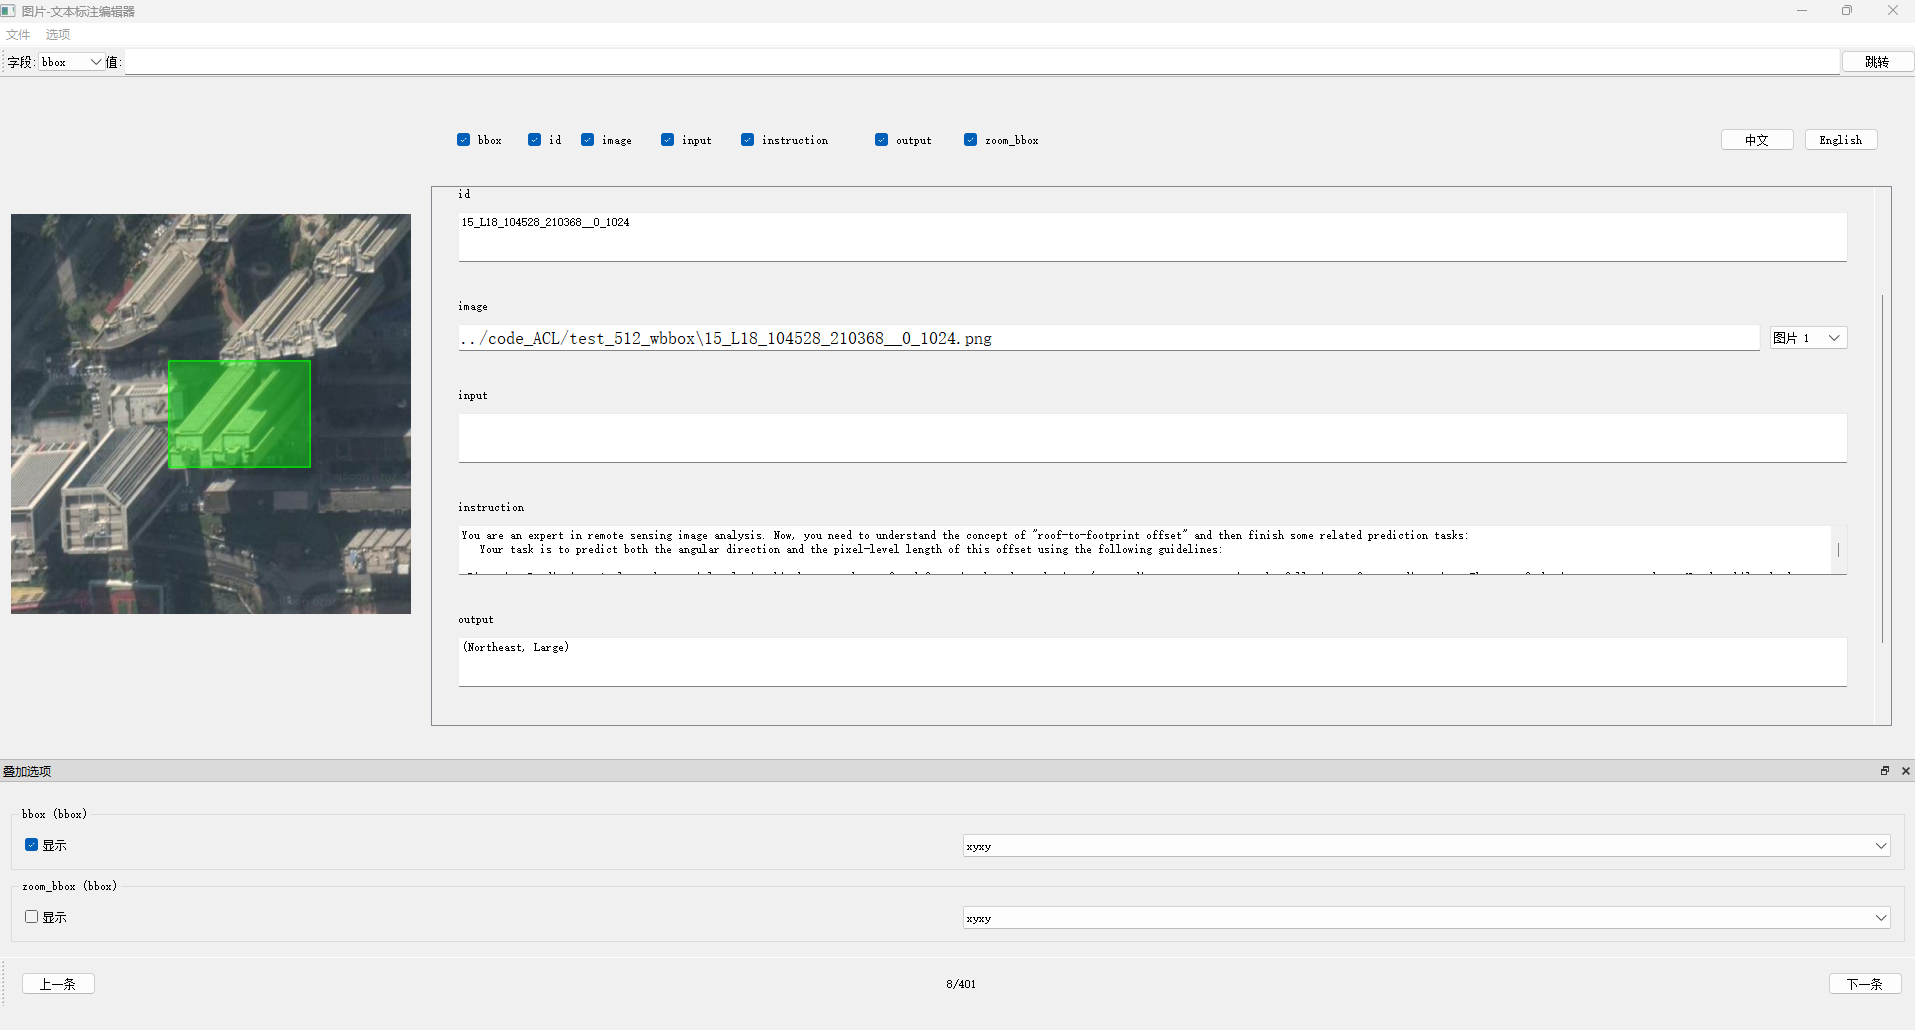 图片-文本标注编辑器
文件 选项
字段: bbox 值: 跳转
bbox id image input instruction output zoom_bbox 中文 English
id
15_L18_104528_210368__0_1024
image
../code_ACL/test_512_wbbox\15_L18_104528_210368__0_1024.png 图片 1
input
instruction
You are an expert in remote sensing image analysis. Now, you need to understand the concept of "roof-to-footprint offset" and then finish some related prediction tasks:
Your task is to predict both the angular direction and the pixel-level length of this offset using the following guidelines:
output
(Northeast, Large)
叠加选项
bbox (bbox)
显示 xyxy
zoom_bbox (bbox)
显示 xyxy
上一条 8/401 下一条